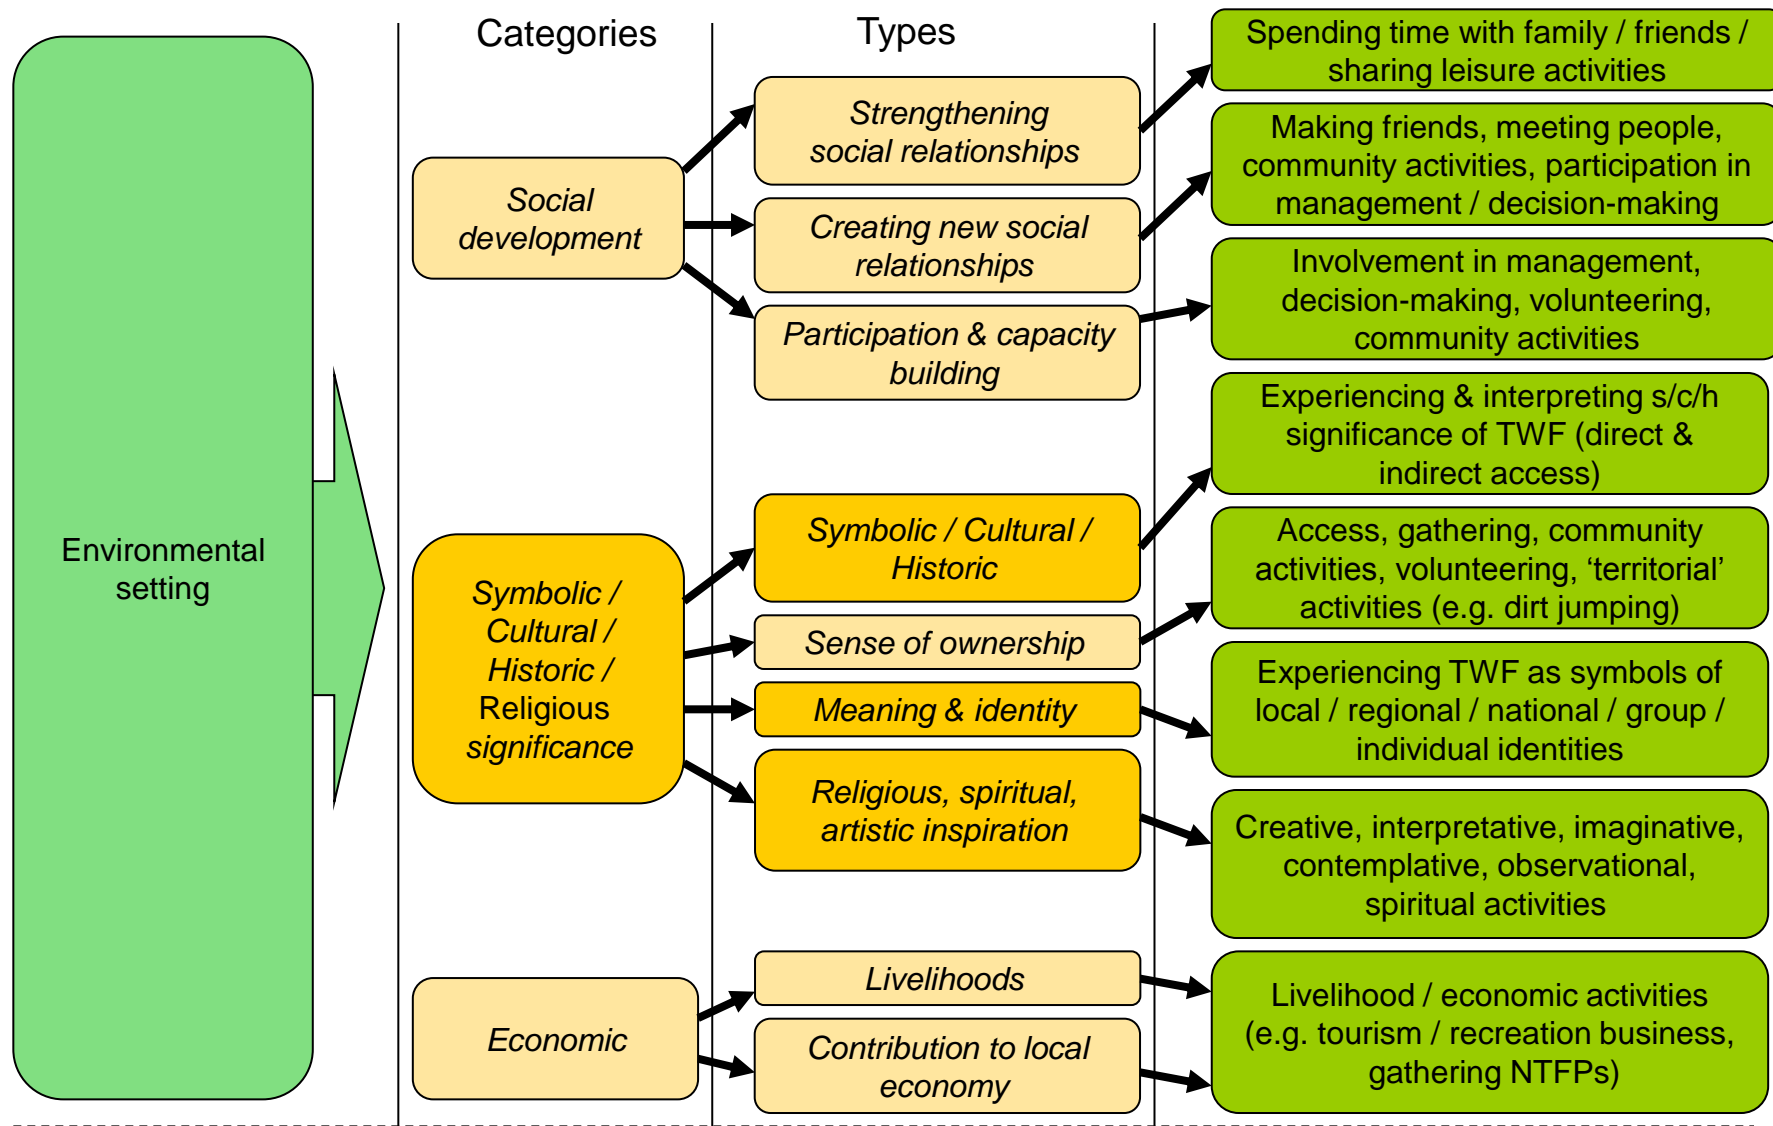 Categories
Types
Environmental
setting
Social
development
Strengthening
social relationships
Creating new social
relationships
Participation & capacity
building
Spending time with family / friends /
sharing leisure activities
Making friends, meeting people,
community activities, participation in
management / decision-making
Involvement in management,
decision-making, volunteering,
community activities
Symbolic /
Cultural /
Historic /
Religious
significance
Symbolic / Cultural /
Historic
Sense of ownership
Meaning & identity
Religious, spiritual,
artistic inspiration
Experiencing & interpreting s/c/h
significance of TWF (direct &
indirect access)
Access, gathering, community
activities, volunteering, ‘territorial’
activities (e.g. dirt jumping)
Experiencing TWF as symbols of
local / regional / national / group /
individual identities
Creative, interpretative, imaginative,
contemplative, observational,
spiritual activities
Economic
Livelihoods
Contribution to local
economy
Livelihood / economic activities
(e.g. tourism / recreation business,
gathering NTFPs)